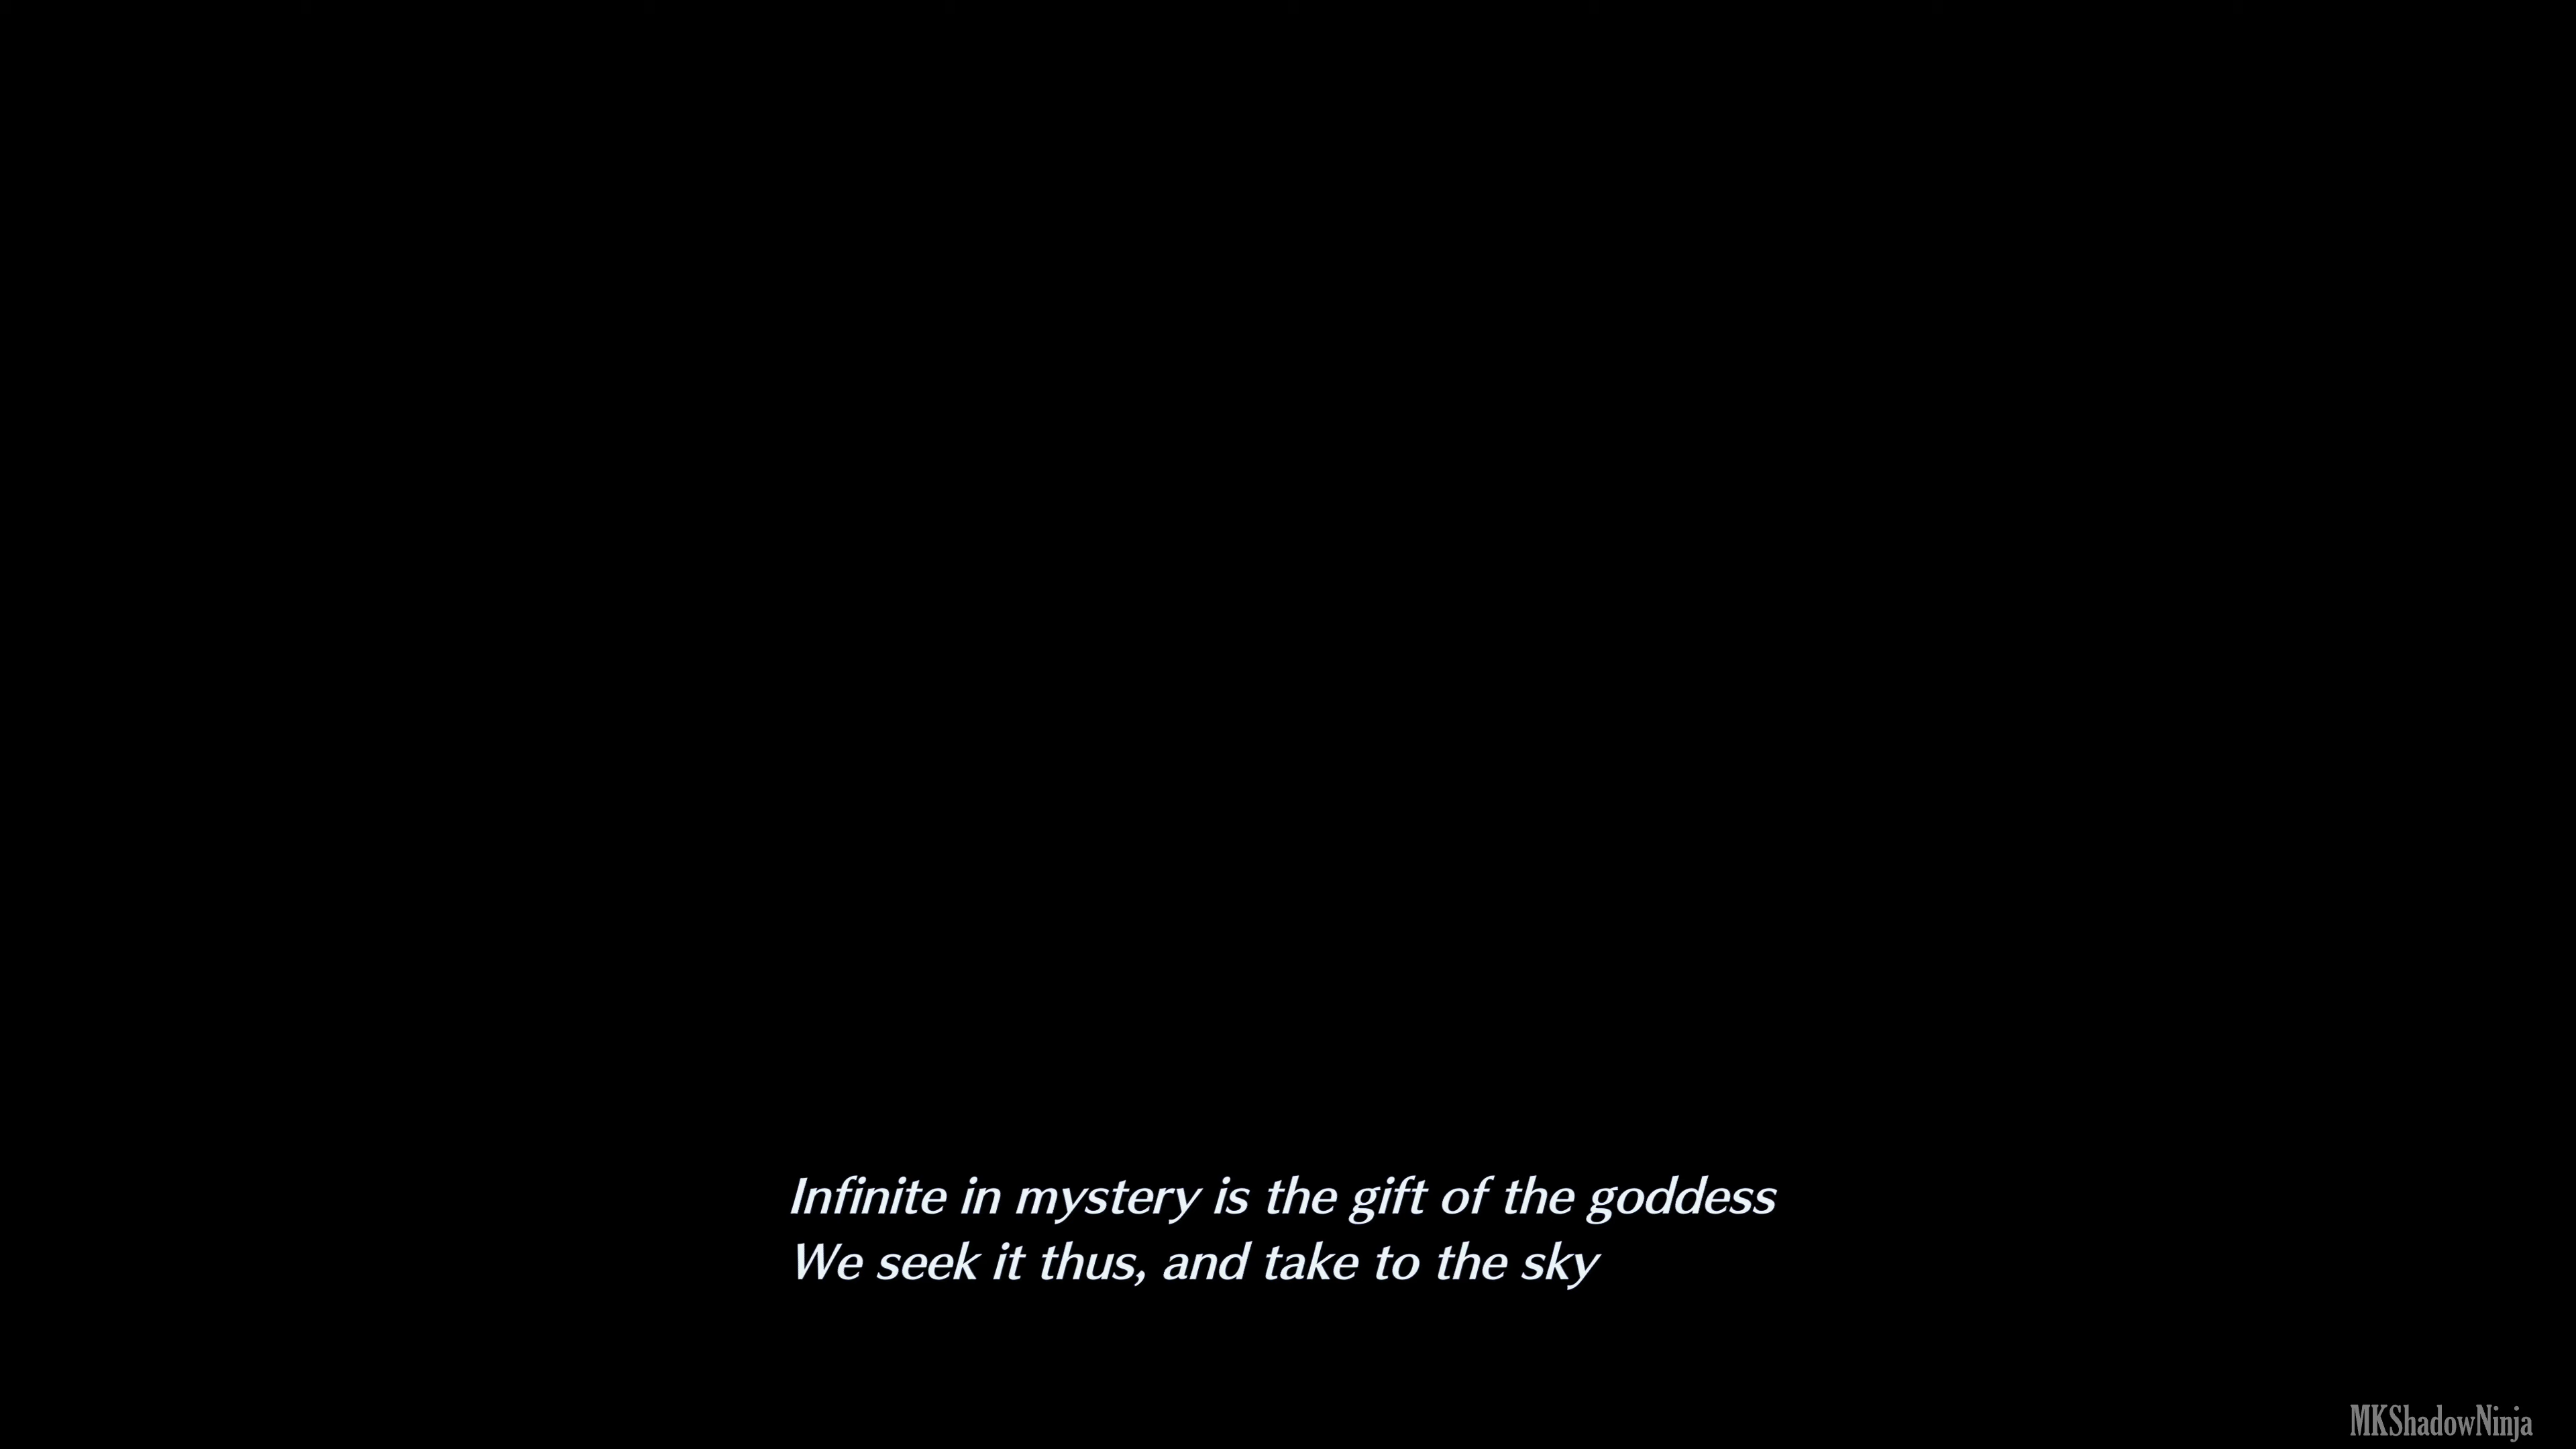 Infinite in mystery is the gift of the goddess
We seek it thus, and take to the sky
MKShadowNinja